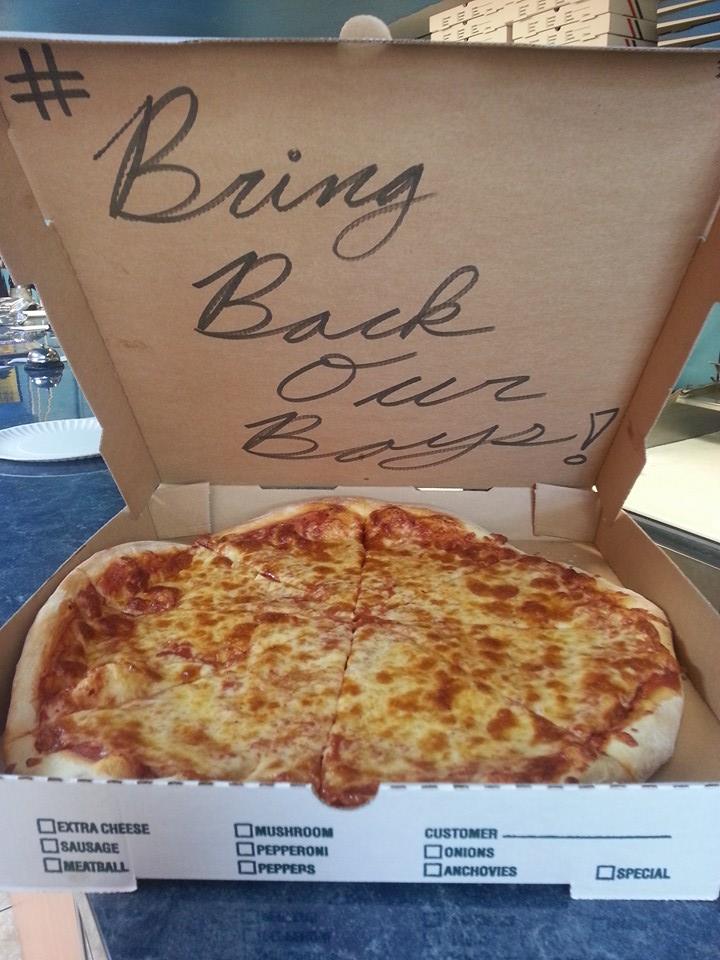 # Bring
Back
Our
Boys!
EXTRA CHEESE MUSHROOM CUSTOMER
SAUSAGE PEPPERONI ONIONS
MEATBALL PEPPERS ANCHOVIES SPECIAL